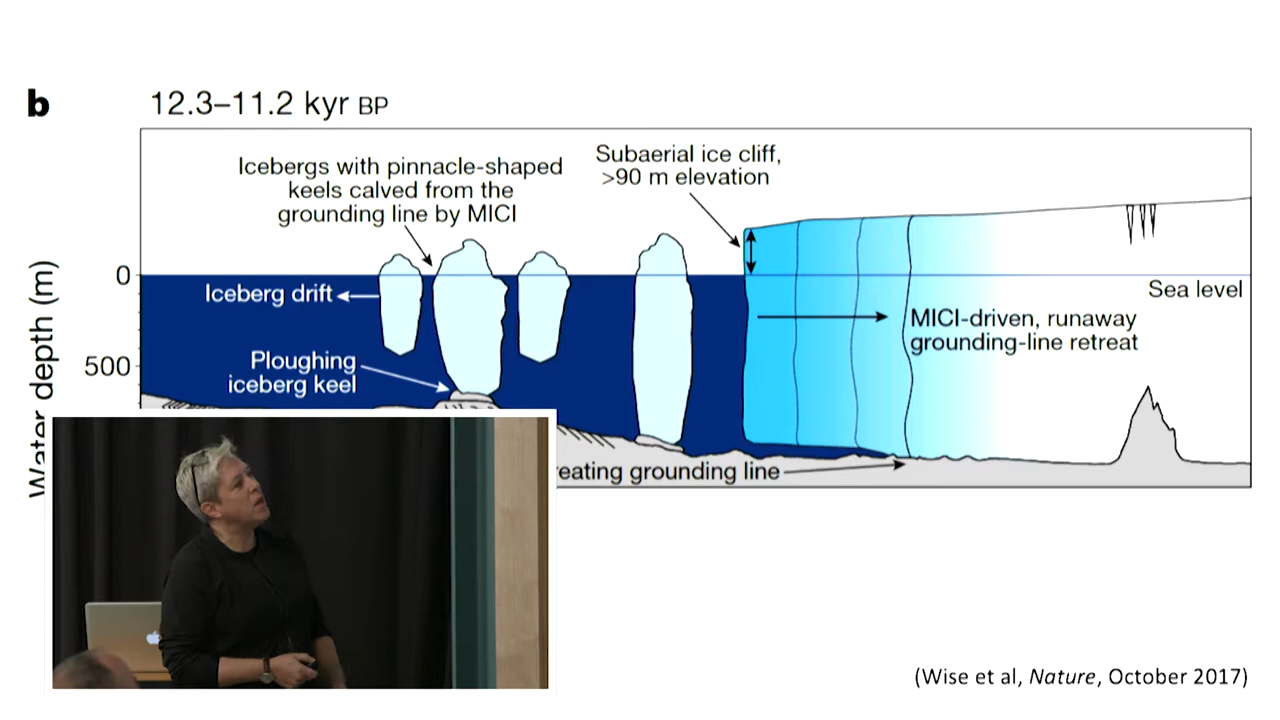 b
12.3–11.2 kyr BP
Icebergs with pinnacle-shaped
keels calved from the
grounding line by MICI
Subaerial ice cliff,
>90 m elevation
0
Iceberg drift
Sea level
MICI-driven, runaway
grounding-line retreat
500
Ploughing
iceberg keel
Water depth (m)
eating grounding line
(Wise et al, Nature, October 2017)